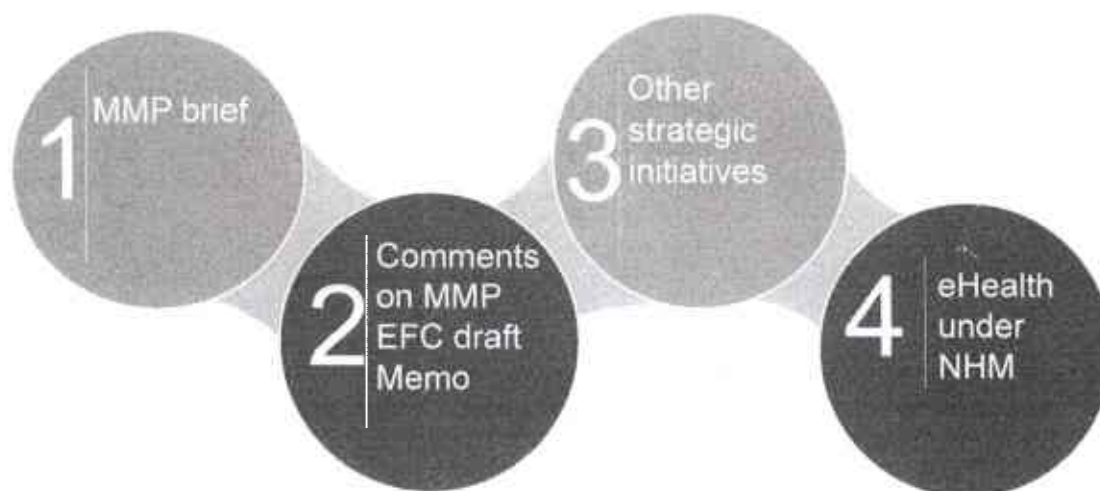 1
MMP brief
2
Comments
on MMP
EFC draft
Memo
3
Other
strategic
initiatives
4
eHealth
under
NHM